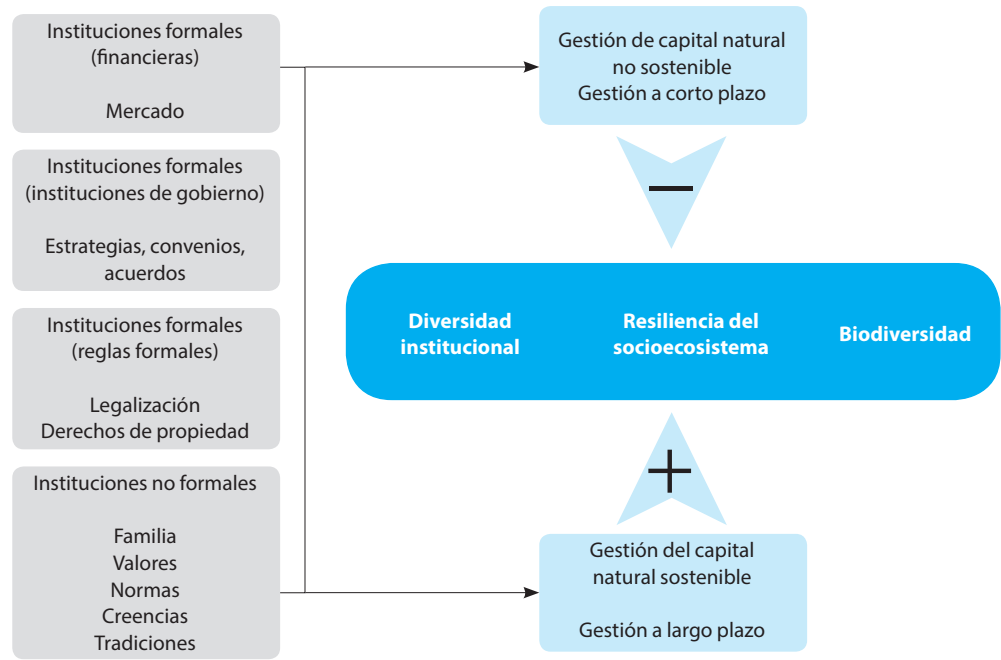 Instituciones formales
(financieras)
Mercado
Instituciones formales
(instituciones de gobierno)
Estrategias, convenios,
acuerdos
Instituciones formales
(reglas formales)
Legalización
Derechos de propiedad
Instituciones no formales
Familia
Valores
Normas
Creencias
Tradiciones
Gestión de capital natural
no sostenible
Gestión a corto plazo
−
Diversidad
institucional
Resiliencia del
socioecosistema
Biodiversidad
+
Gestión del capital
natural sostenible
Gestión a largo plazo